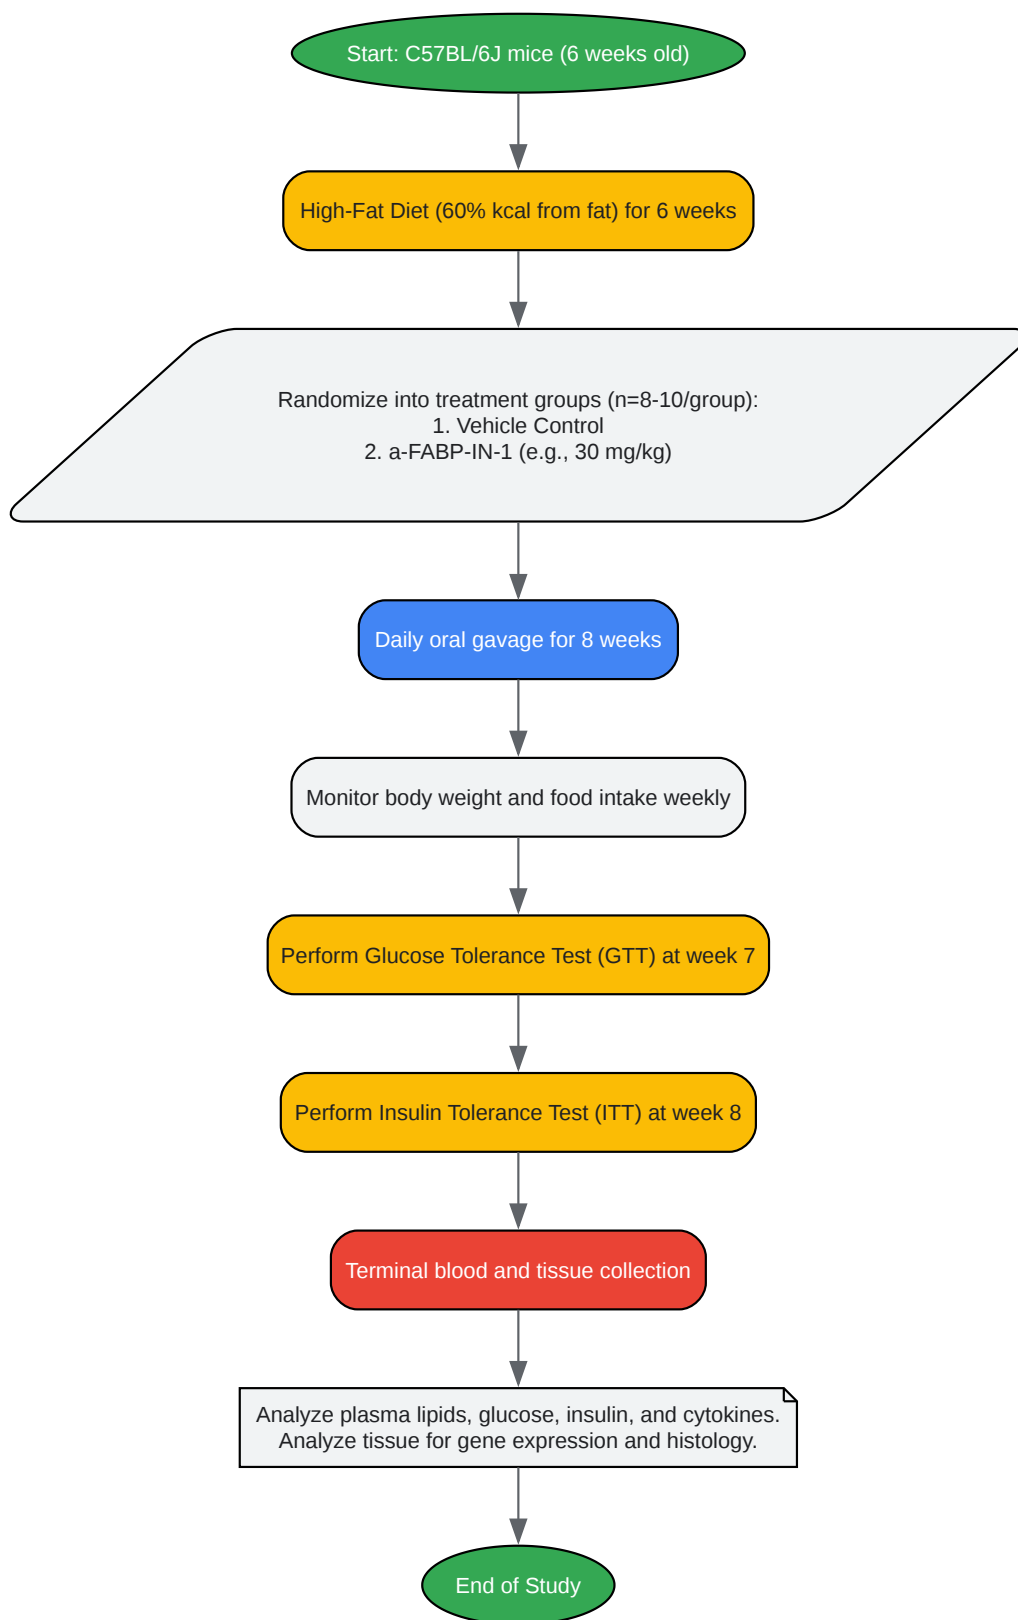 Start: C57BL/6J mice (6 weeks old)
High-Fat Diet (60% kcal from fat) for 6 weeks
Randomize into treatment groups (n=8-10/group):
1. Vehicle Control
2. a-FABP-IN-1 (e.g., 30 mg/kg)
Daily oral gavage for 8 weeks
Monitor body weight and food intake weekly
Perform Glucose Tolerance Test (GTT) at week 7
Perform Insulin Tolerance Test (ITT) at week 8
Terminal blood and tissue collection
Analyze plasma lipids, glucose, insulin, and cytokines.
Analyze tissue for gene expression and histology.
End of Study